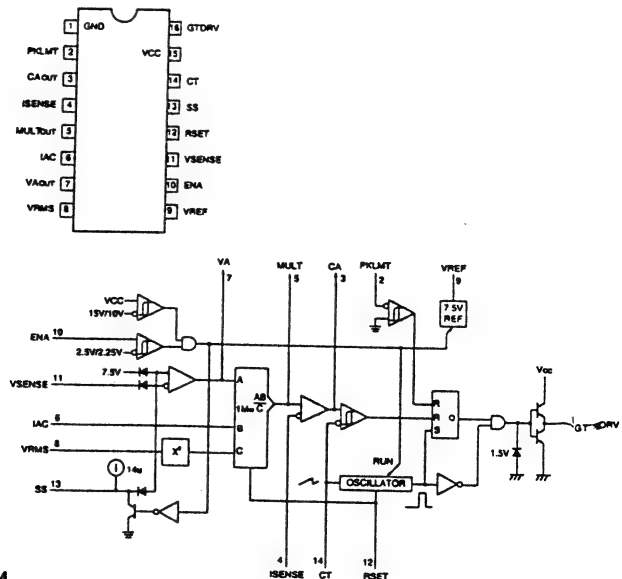 1 GND
PKLMT 2
CAOUT 3
ISENSE 4
MULTOUT 5
IAC 6
VAOUT 7
VRMS 8
16 GTDRV
VCC 15
14 CT
13 SS
12 RSET
11 VSENSE
10 ENA
9 VREF
VA
7
MULT
5
CA
3
PKLMT
2
VREF
9
VCC
15V/10V
7.5V
REF
ENA 10
2.5V/2.25V
7.5V
VSENSE 11
A
AB
C
1M
IAC 6
B
VRMS 8
X²
C
R
R
S
Q
Vcc
GT DRV
1.5V
RUN
OSCILLATOR
I
14u
SS 13
4
ISENSE
14
CT
12
RSET
4